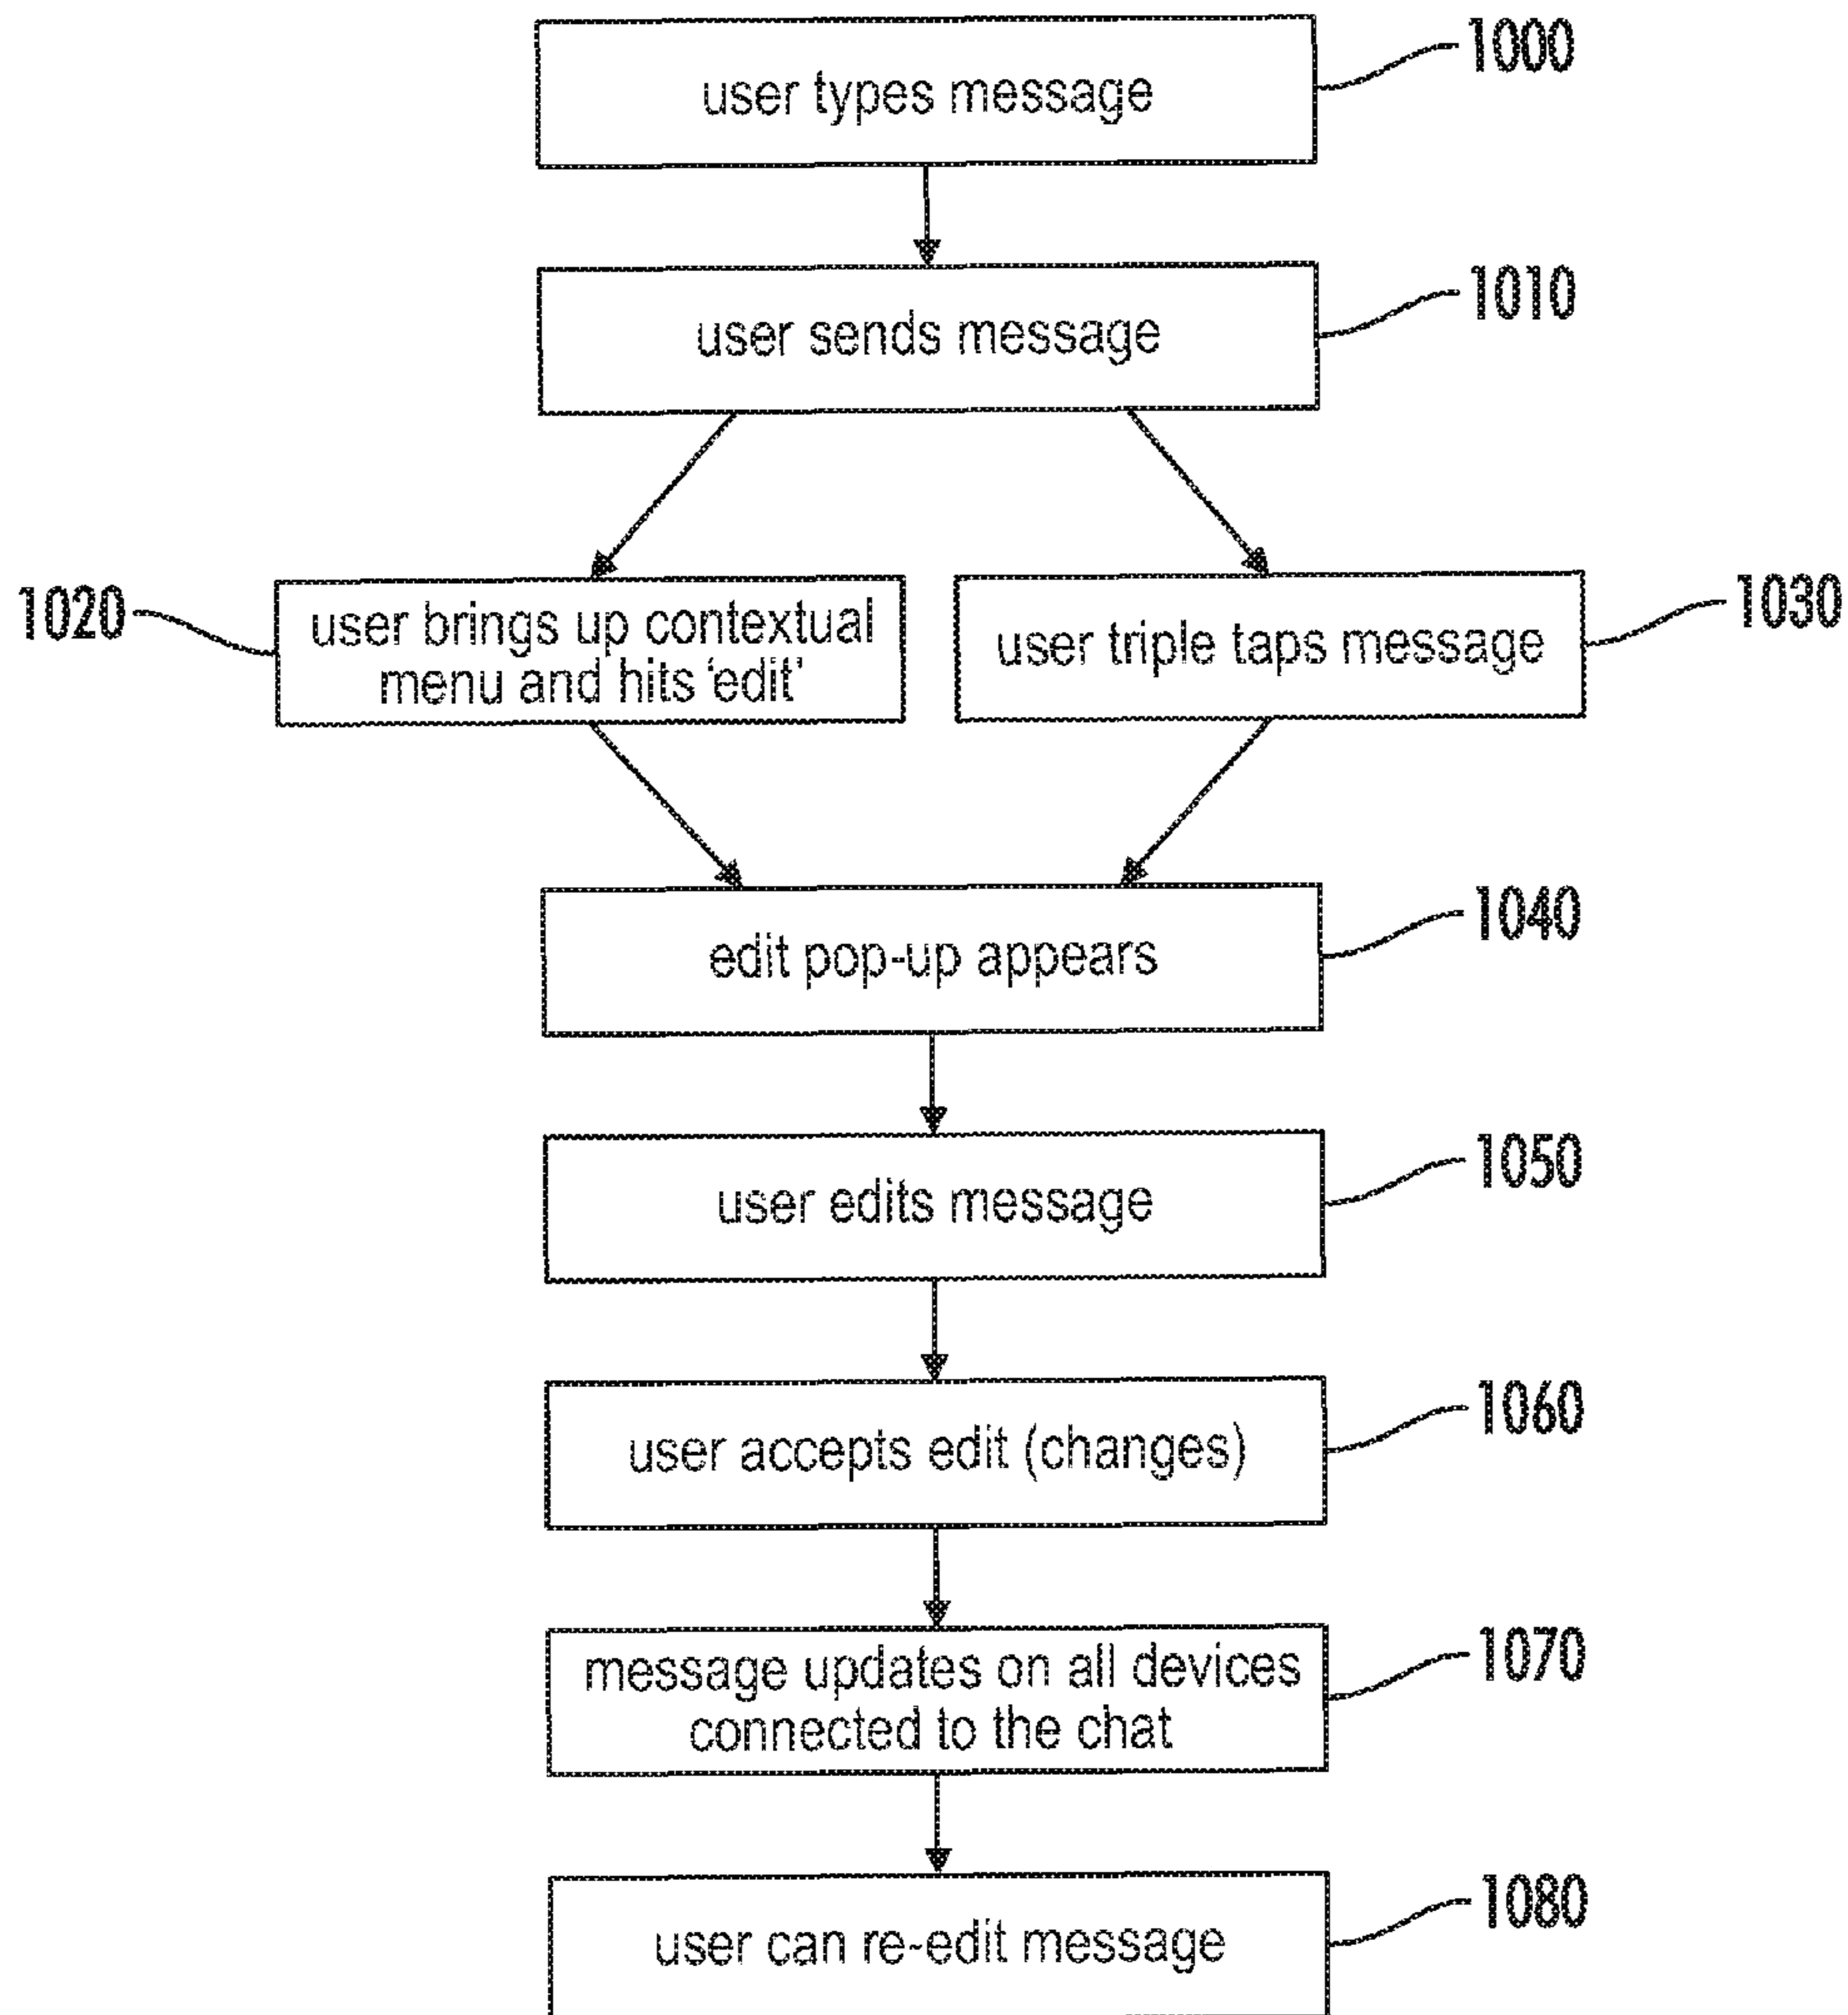 user types message
1000
user sends message
1010
1020
user brings up contextual
menu and hits ‘edit’
user triple taps message
1030
edit pop-up appears
1040
user edits message
1050
user accepts edit (changes)
1060
message updates on all devices
connected to the chat
1070
user can re-edit message
1080